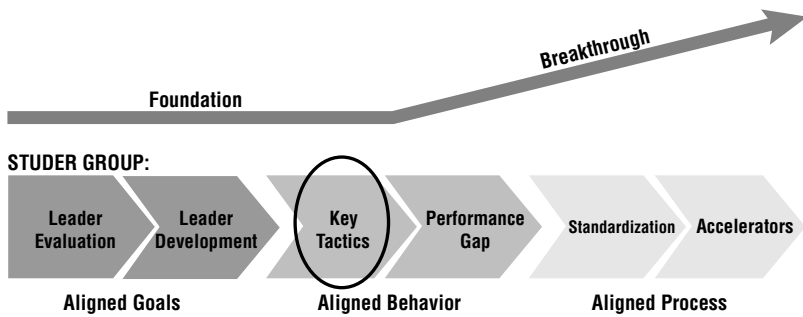 Breakthrough
Foundation
STUDER GROUP:
Leader
Evaluation
Leader
Development
Key
Tactics
Performance
Gap
Standardization
Accelerators
Aligned Goals
Aligned Behavior
Aligned Process